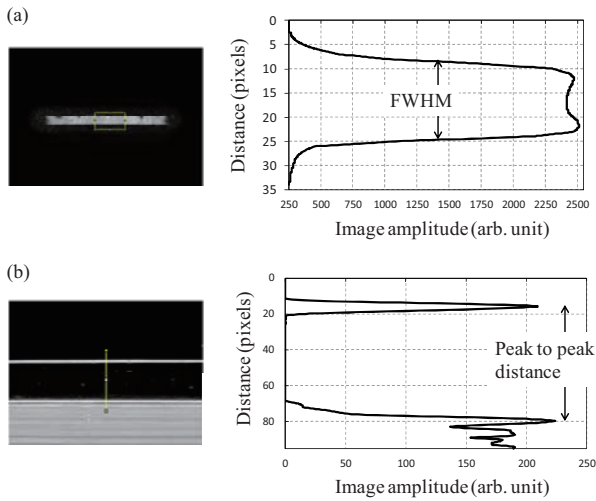 (a)
0
5
10
15
20
25
30
35
Distance (pixels)
FWHM
250 500 750 1000 1250 1500 1750 2000 2250 2500
Image amplitude (arb. unit)
(b)
0
20
40
60
80
Distance (pixels)
Peak to peak
distance
0 50 100 150 200 250
Image amplitude (arb. unit)